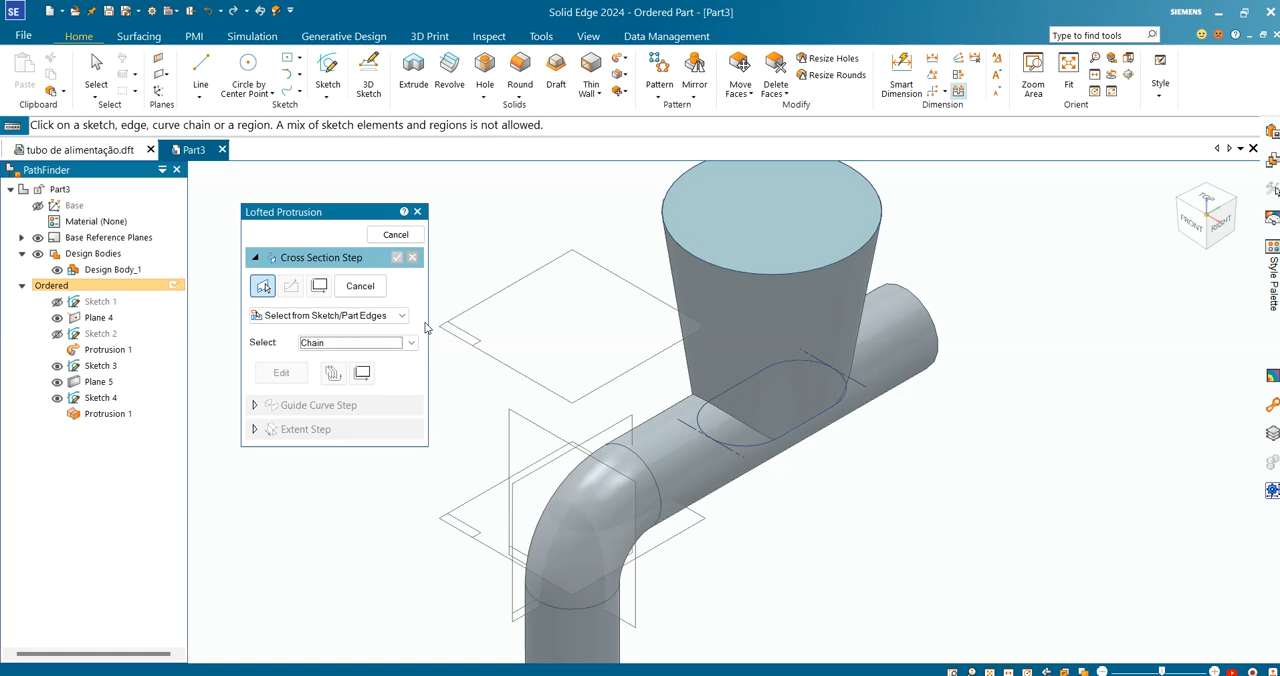 SE
Solid Edge 2024 - Ordered Part - [Part3]
SIEMENS
File
Home
Surfacing
PMI
Simulation
Generative Design
3D Print
Inspect
Tools
View
Data Management
Type to find tools
Paste
Clipboard
Select
Select
Planes
Line
Circle by
Center Point
Sketch
Sketch
3D
Sketch
Extrude
Revolve
Hole
Round
Draft
Thin
Wall
Solids
Pattern
Mirror
Pattern
Move
Faces
Delete
Faces
Resize Holes
Resize Rounds
Modify
Smart
Dimension
Dimension
Zoom
Area
Fit
Orient
Style
Click on a sketch, edge, curve chain or a region. A mix of sketch elements and regions is not allowed.
tubo de alimentação.dft
Part3
PathFinder
Part3
Base
Material (None)
Base Reference Planes
Design Bodies
Design Body_1
Ordered
Sketch 1
Plane 4
Sketch 2
Protrusion 1
Sketch 3
Plane 5
Sketch 4
Protrusion 1
Lofted Protrusion
Cancel
Cross Section Step
Cancel
Select from Sketch/Part Edges
Select:
Chain
Edit
Guide Curve Step
Extent Step
TOP
FRONT
RIGHT
Style Palette